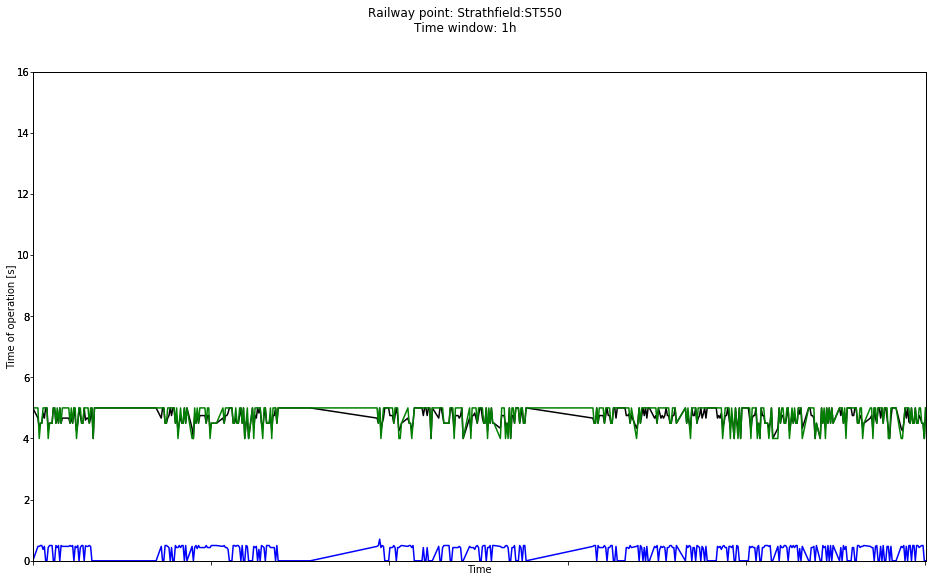 Railway point: Strathfield:ST550
Time window: 1h
16
14
12
10
8
6
4
2
0
Time of operation [s]
Time